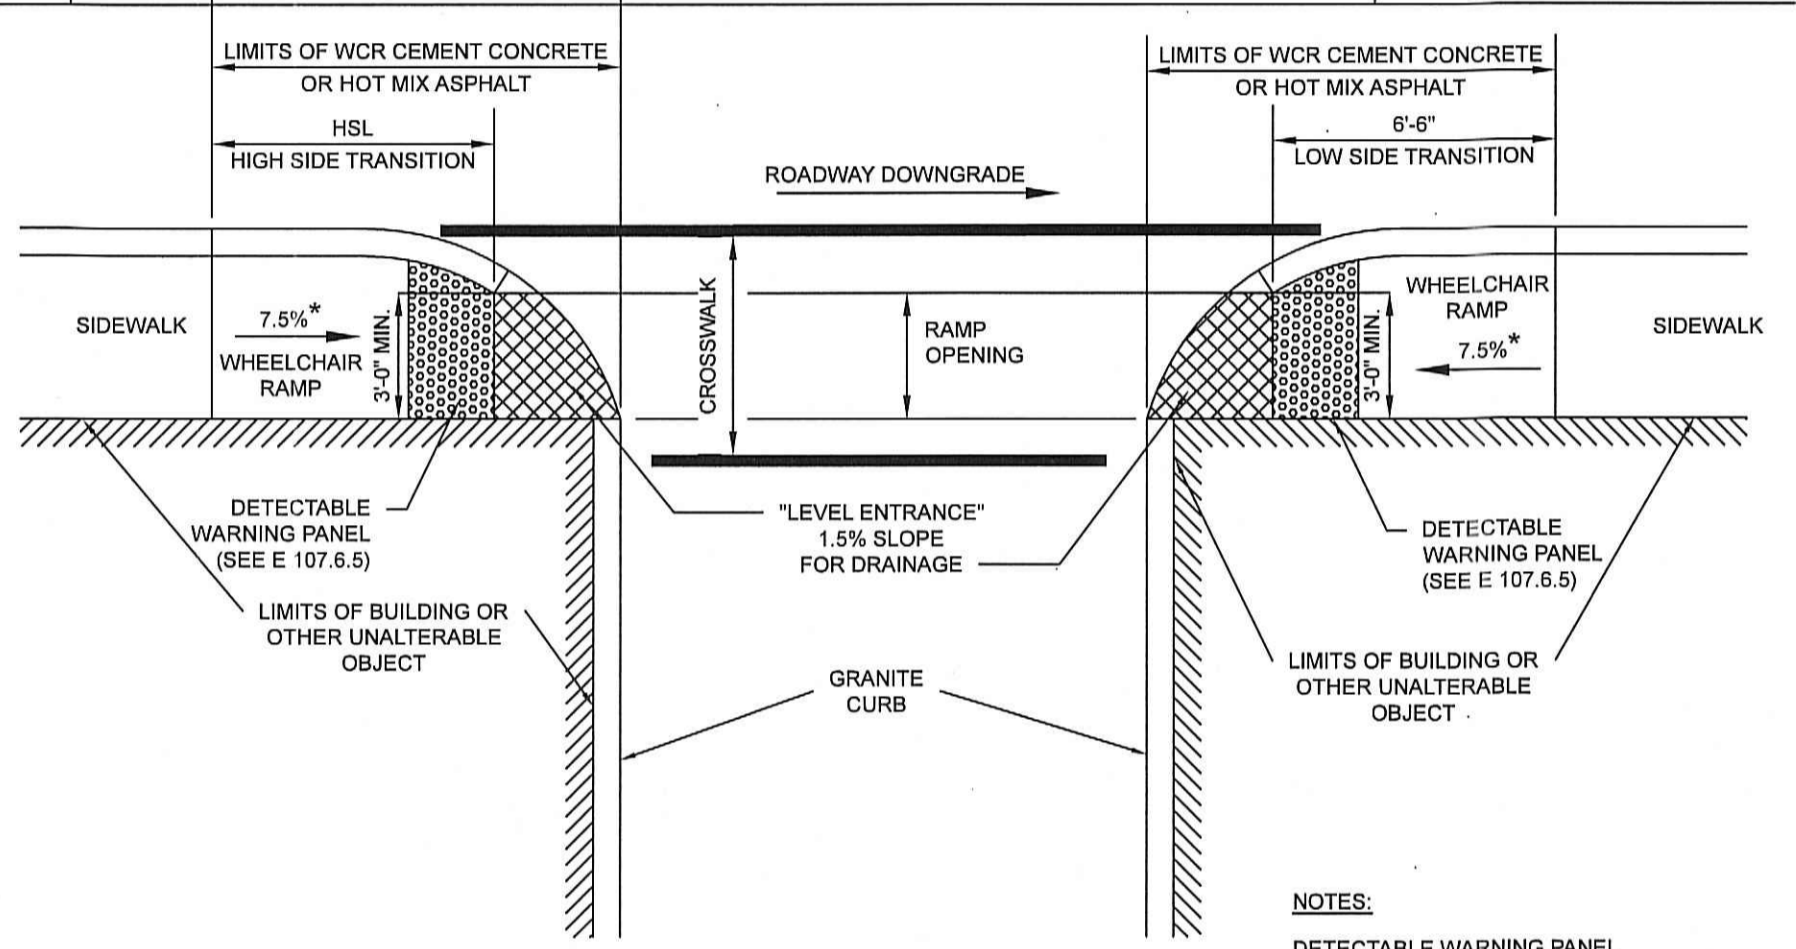 LIMITS OF WCR CEMENT CONCRETE
OR HOT MIX ASPHALT
HSL
HIGH SIDE TRANSITION
LIMITS OF WCR CEMENT CONCRETE
OR HOT MIX ASPHALT
6'-6"
LOW SIDE TRANSITION
ROADWAY DOWNGRADE
SIDEWALK
7.5%*
WHEELCHAIR
RAMP
3'-0" MIN.
CROSSWALK
RAMP
OPENING
3'-0" MIN.
WHEELCHAIR
RAMP
7.5%*
SIDEWALK
DETECTABLE
WARNING PANEL
(SEE E 107.6.5)
"LEVEL ENTRANCE"
1.5% SLOPE
FOR DRAINAGE
DETECTABLE
WARNING PANEL
(SEE E 107.6.5)
LIMITS OF BUILDING OR
OTHER UNALTERABLE
OBJECT
GRANITE
CURB
LIMITS OF BUILDING OR
OTHER UNALTERABLE
OBJECT
NOTES:
DETECTABLE WARNING PANEL